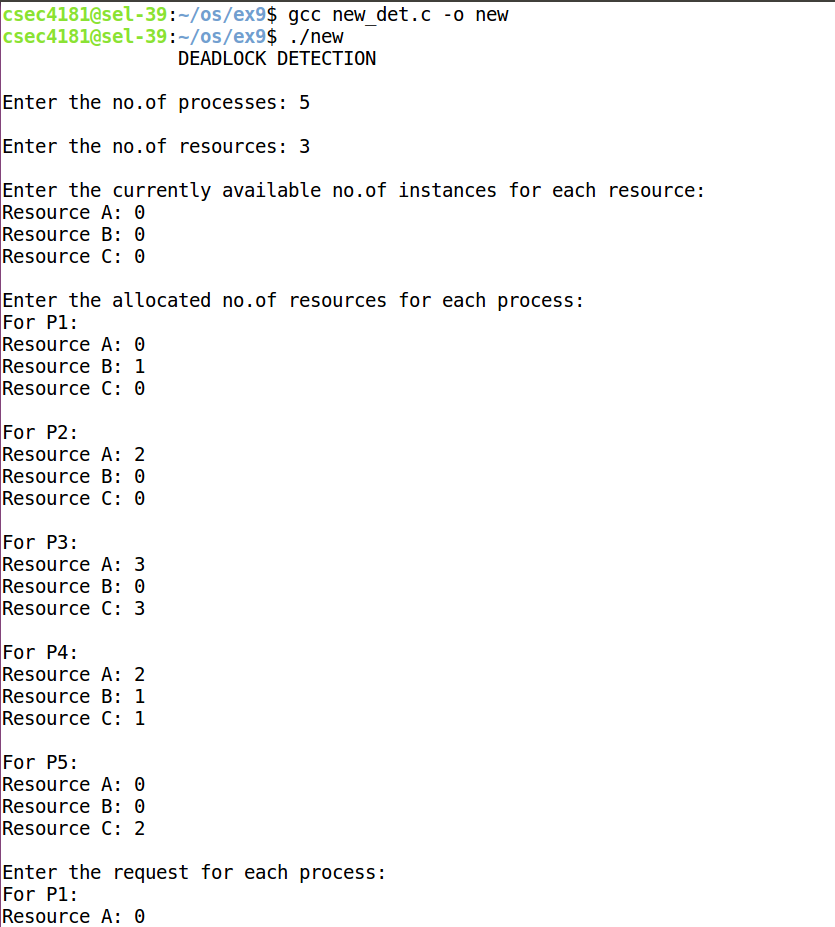 csec4181@sel-39:~/os/ex9$ gcc new_det.c -o new
csec4181@sel-39:~/os/ex9$ ./new
DEADLOCK DETECTION
Enter the no.of processes: 5
Enter the no.of resources: 3
Enter the currently available no.of instances for each resource:
Resource A: 0
Resource B: 0
Resource C: 0
Enter the allocated no.of resources for each process:
For P1:
Resource A: 0
Resource B: 1
Resource C: 0
For P2:
Resource A: 2
Resource B: 0
Resource C: 0
For P3:
Resource A: 3
Resource B: 0
Resource C: 3
For P4:
Resource A: 2
Resource B: 1
Resource C: 1
For P5:
Resource A: 0
Resource B: 0
Resource C: 2
Enter the request for each process:
For P1:
Resource A: 0